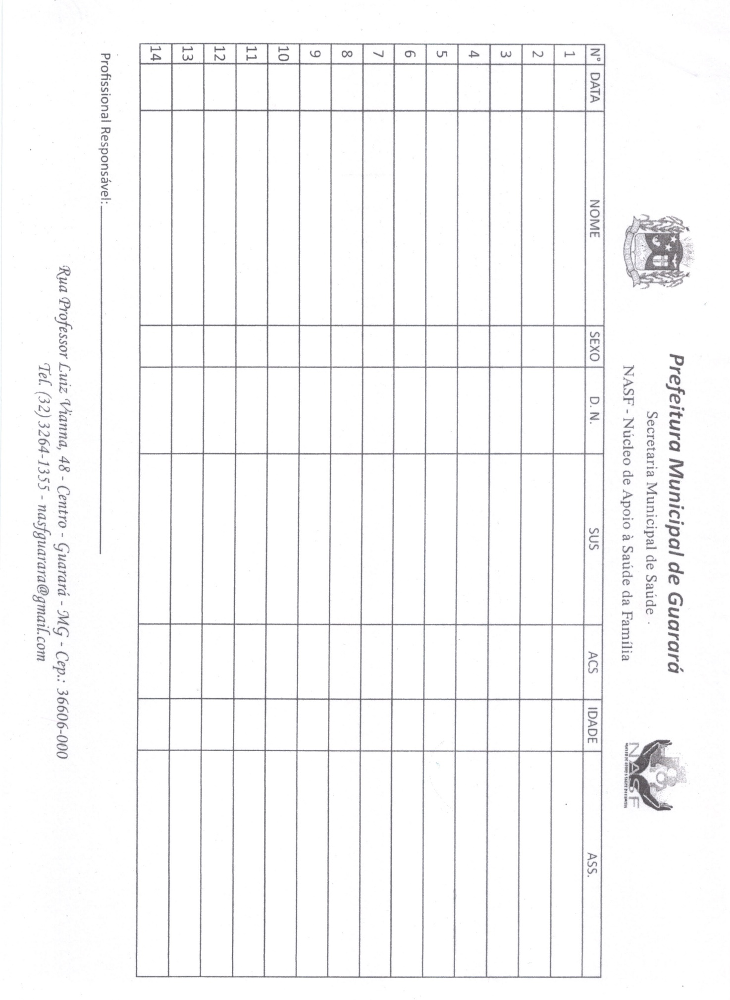 Prefeitura Municipal de Guarará
Secretaria Municipal de Saúde .
NASF - Núcleo de Apoio à Saúde da Família
NASF
N° DATA NOME SEXO D. N. SUS ACS IDADE ASS.
1
2
3
4
5
6
7
8
9
10
11
12
13
14
Profissional Responsável:
Rua Professor Luiz Vianna, 48 - Centro - Guarará - MG - Cep.: 36606-000
Tel. (32) 3264-1355 - nasfguarara@gmail.com